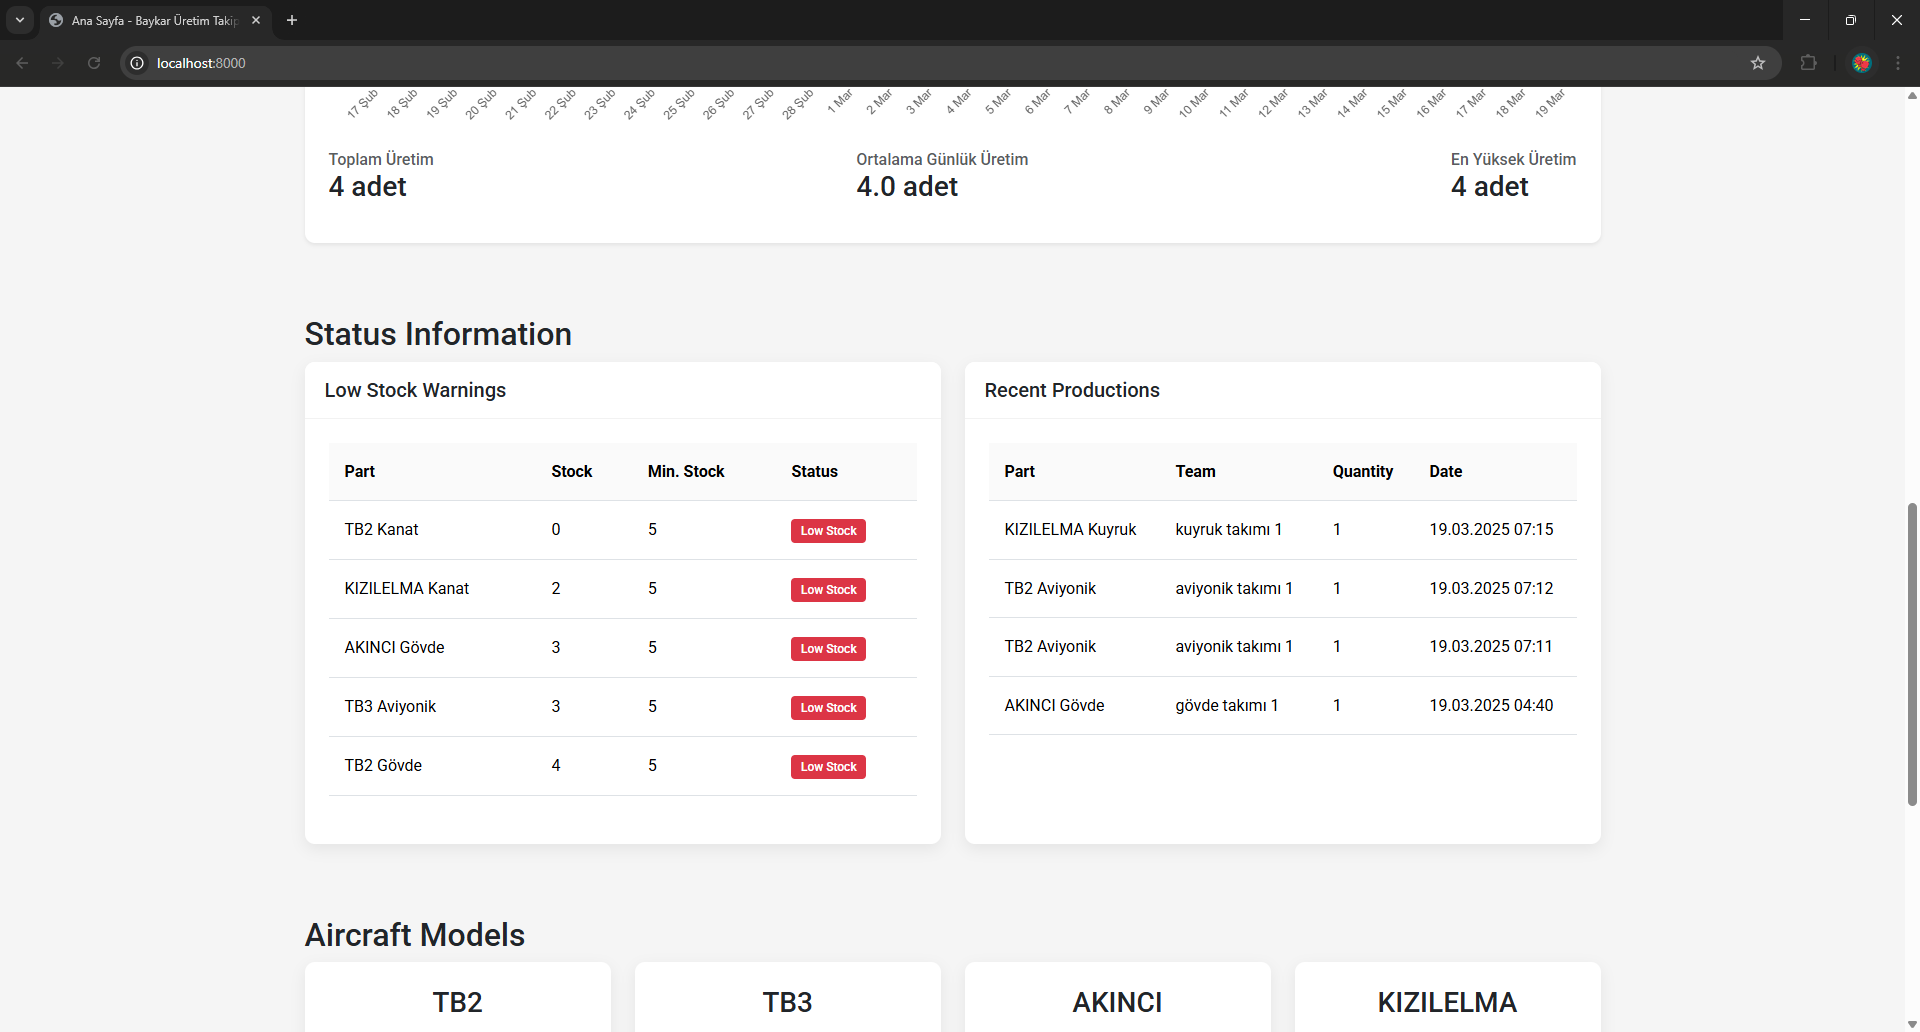 Ana Sayfa - Baykar Üretim Takip
localhost:8000
17 Şub 18 Şub 19 Şub 20 Şub 21 Şub 22 Şub 23 Şub 24 Şub 25 Şub 26 Şub 27 Şub 28 Şub 1 Mar 2 Mar 3 Mar 4 Mar 5 Mar 6 Mar 7 Mar 8 Mar 9 Mar 10 Mar 11 Mar 12 Mar 13 Mar 14 Mar 15 Mar 16 Mar 17 Mar 18 Mar 19 Mar
Toplam Üretim Ortalama Günlük Üretim En Yüksek Üretim
4 adet 4.0 adet 4 adet
Status Information
Low Stock Warnings
Part Stock Min. Stock Status
TB2 Kanat 0 5 Low Stock
KIZILELMA Kanat 2 5 Low Stock
AKINCI Gövde 3 5 Low Stock
TB3 Aviyonik 3 5 Low Stock
TB2 Gövde 4 5 Low Stock
Recent Productions
Part Team Quantity Date
KIZILELMA Kuyruk kuyruk takımı 1 1 19.03.2025 07:15
TB2 Aviyonik aviyonik takımı 1 1 19.03.2025 07:12
TB2 Aviyonik aviyonik takımı 1 1 19.03.2025 07:11
AKINCI Gövde gövde takımı 1 1 19.03.2025 04:40
Aircraft Models
TB2 TB3 AKINCI KIZILELMA